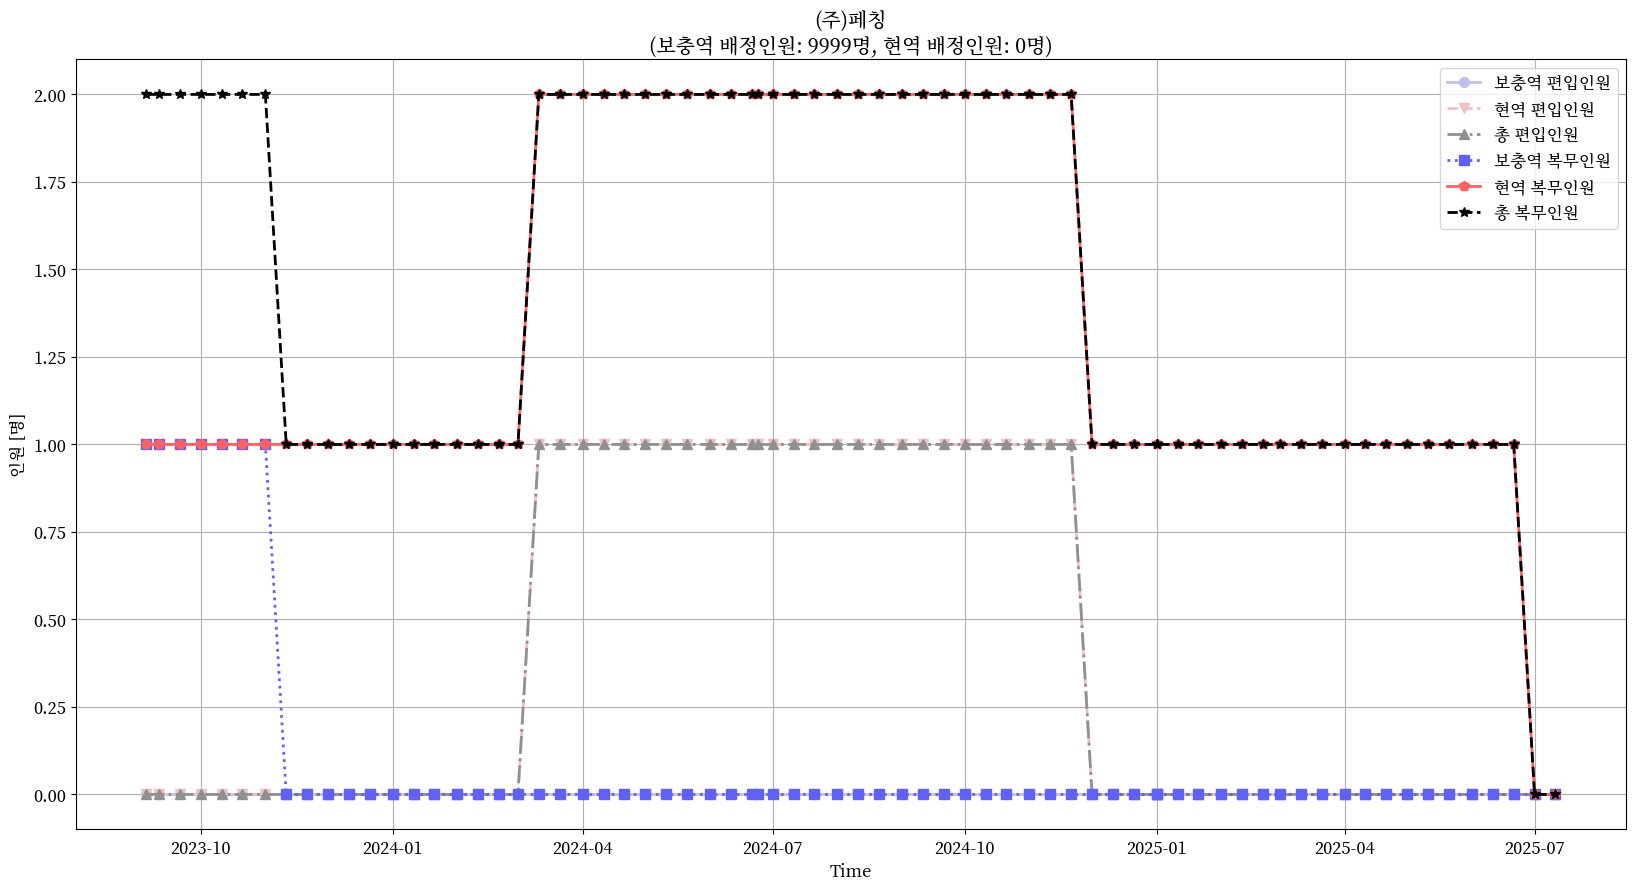 (주)페칭
(보충역 배정인원: 9999명, 현역 배정인원: 0명)
보충역 편입인원
현역 편입인원
총 편입인원
보충역 복무인원
현역 복무인원
총 복무인원
인원 [명]
2.00
1.75
1.50
1.25
1.00
0.75
0.50
0.25
0.00
2023-10
2024-01
2024-04
2024-07
2024-10
2025-01
2025-04
2025-07
Time